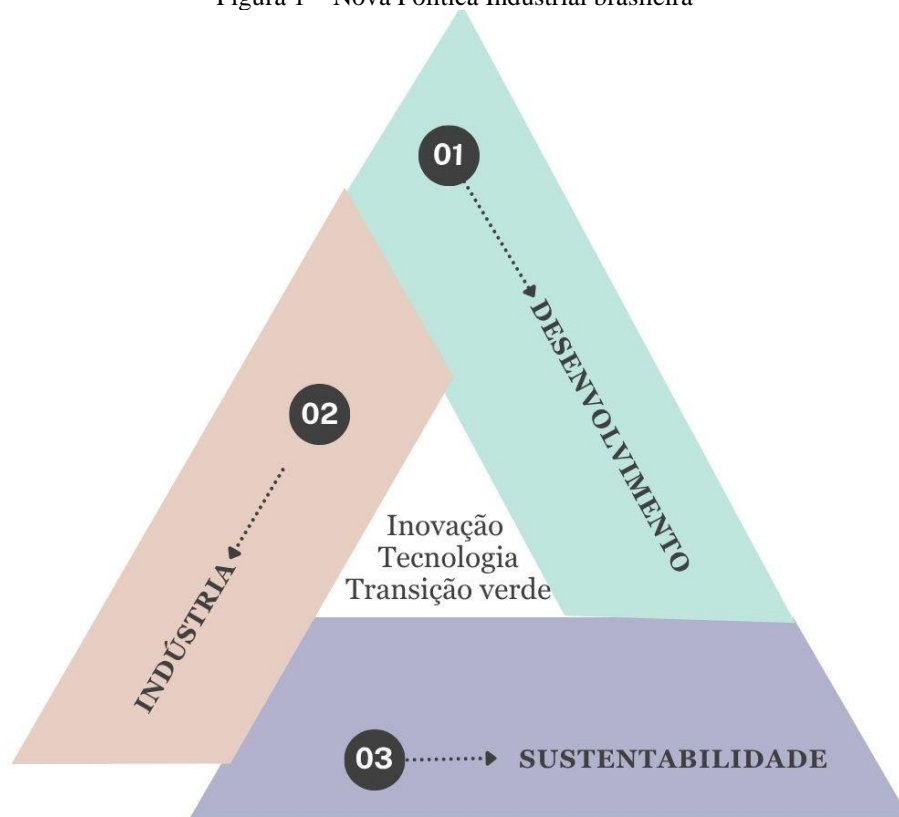 Figura 1 – Nova Política Industrial brasileira
01
DESENVOLVIMENTO
02
INDÚSTRIA
Inovação
Tecnologia
Transição verde
03
SUSTENTABILIDADE